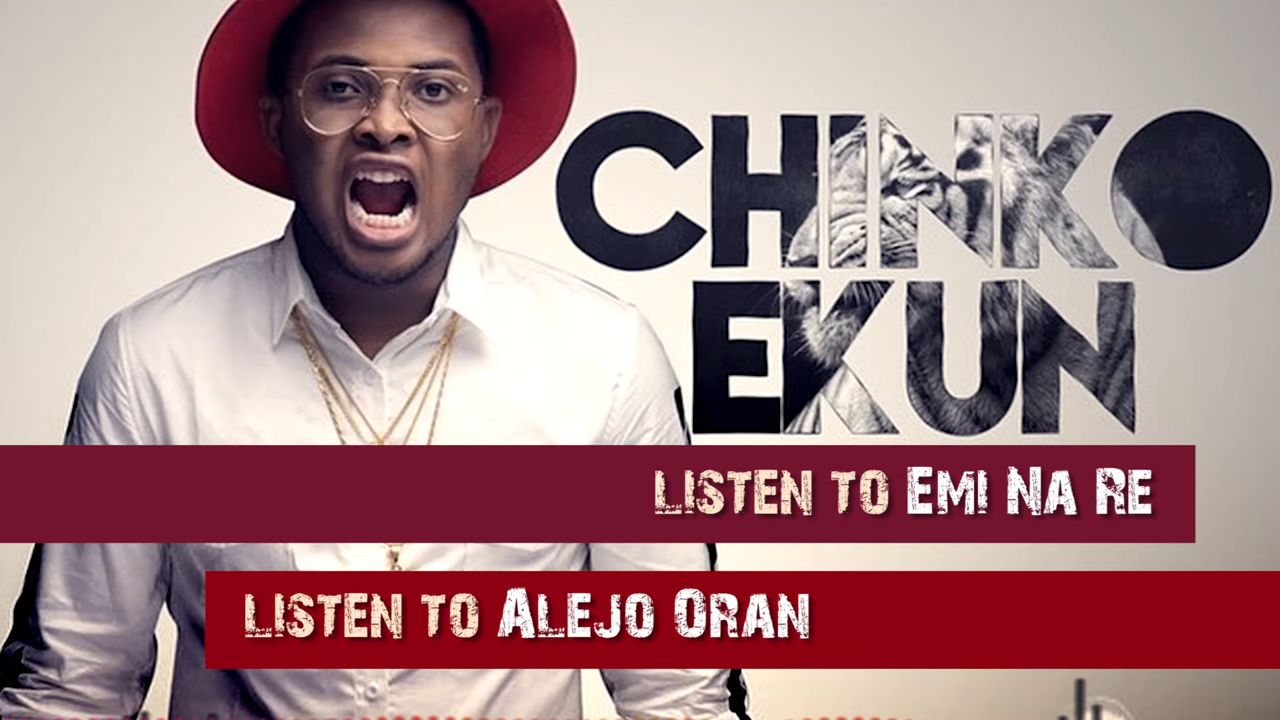 CHINKO
EKUN
LISTEN TO EMI NA RE
LISTEN TO ALEJO ORAN